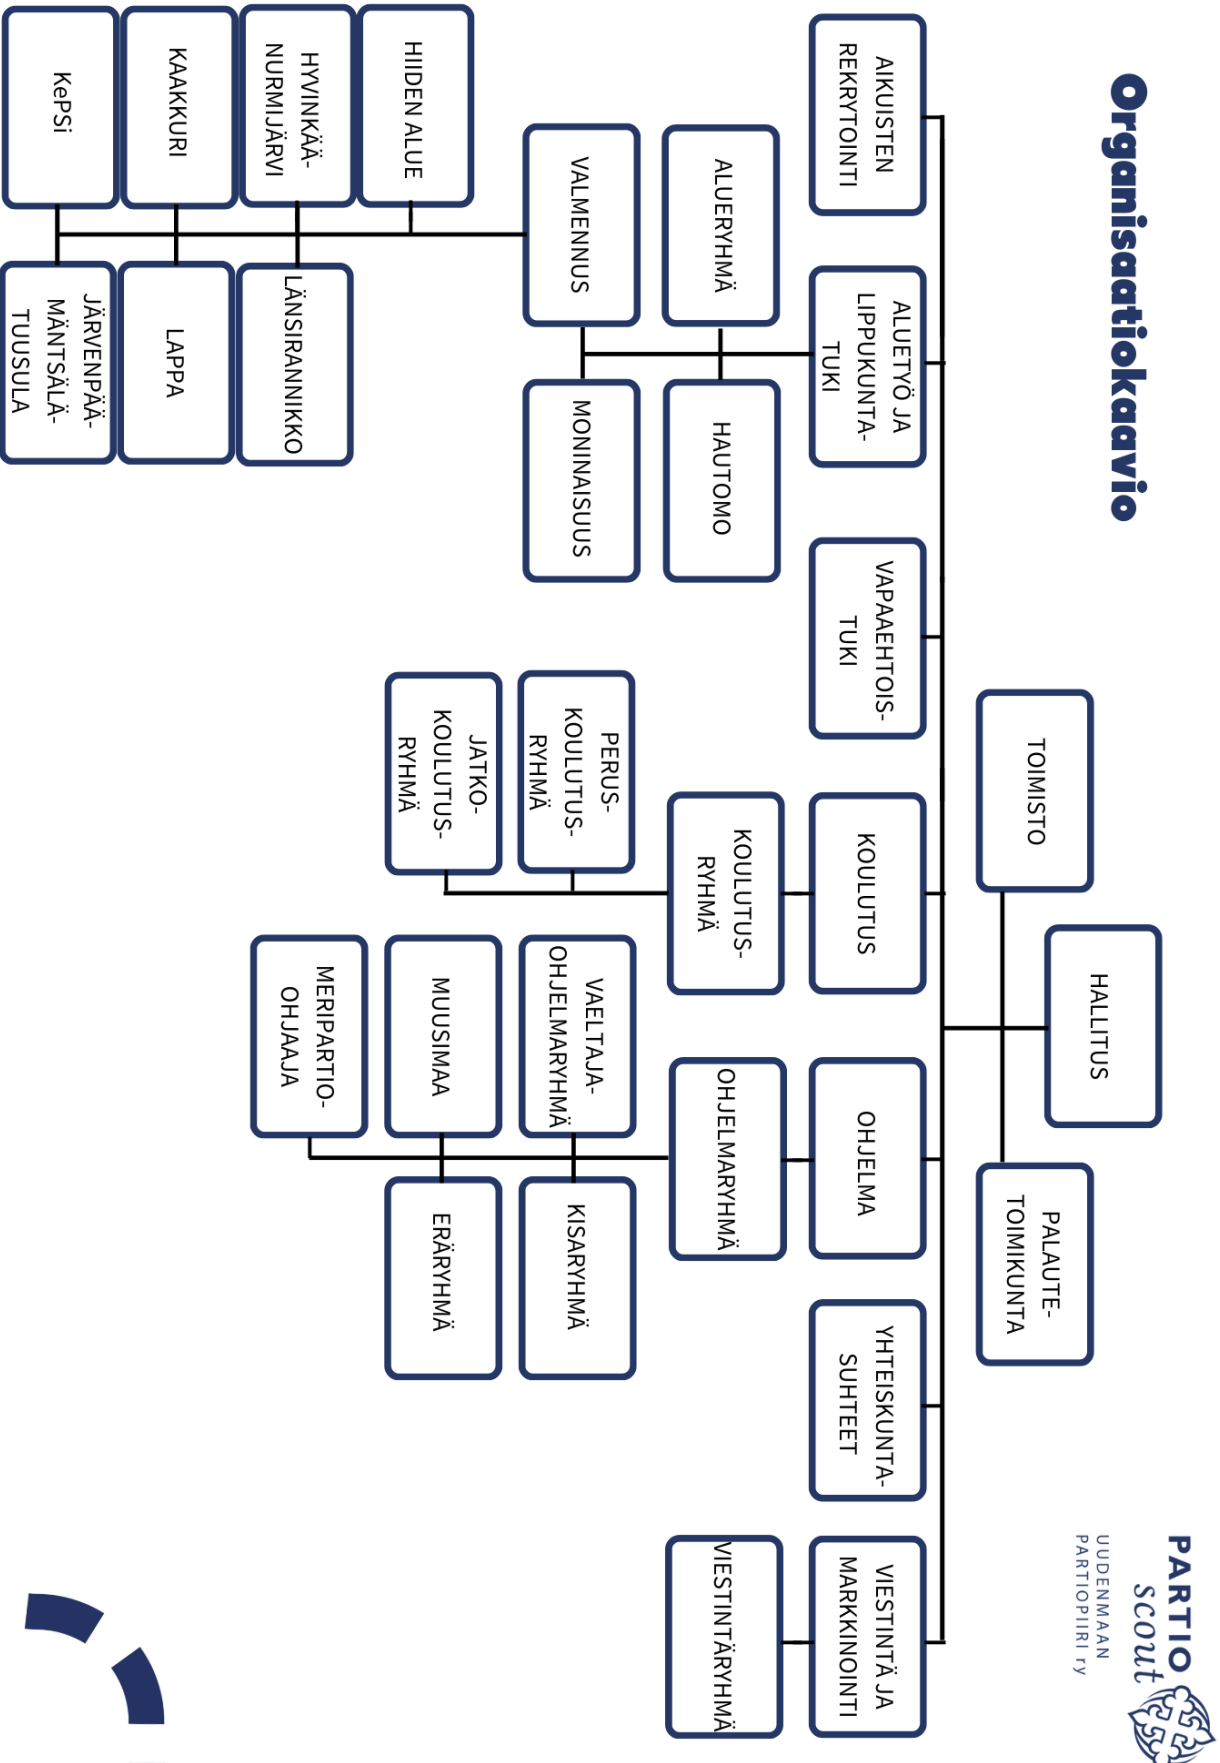 Organisaatiokaavio
PARTIO
scout
UUDENMAAN
PARTIOPIIRI ry
HALLITUS
TOIMISTO
PALAUTE-
TOIMIKUNTA
AIKUISTEN
REKRYTOINTI
ALUETYÖ JA
LIPPUKUNTA-
TUKI
VAPAAEHTOIS-
TUKI
KOULUTUS
OHJELMA
YHTEISKUNTA-
SUHTEET
VIESTINTÄ JA
MARKKINOINTI
ALUERYHMÄ
HAUTOMO
KOULUTUS-
RYHMÄ
OHJELMARYHMÄ
VIESTINTÄRYHMÄ
VALMENNUS
MONINAISUUS
PERUS-
KOULUTUS-
RYHMÄ
VAELTAJA-
OHJELMARYHMÄ
KISARYHMÄ
JATKO-
KOULUTUS-
RYHMÄ
MUUSIMAA
ERÄRYHMÄ
MERIPARTIO-
OHJAAJA
HIIDEN ALUE
HYVINKÄÄ-
NURMIJÄRVI
LÄNSIRANNIKKO
KAAKKURI
LAPPA
KePSi
JÄRVENPÄÄ-
MÄNTSÄLÄ-
TUUSULA